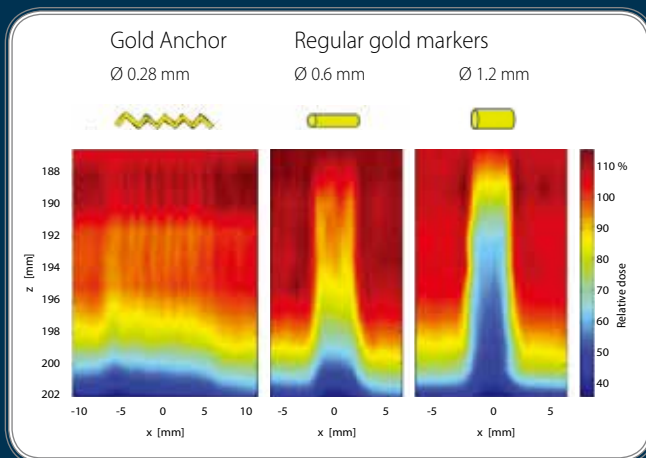 Gold Anchor
Ø 0.28 mm
Regular gold markers
Ø 0.6 mm
Ø 1.2 mm
188
190
192
194
196
198
200
202
z [mm]
-10
-5
0
5
10
x [mm]
-5
0
5
x [mm]
-5
0
5
x [mm]
110 %
100
90
80
70
60
50
40
Relative dose